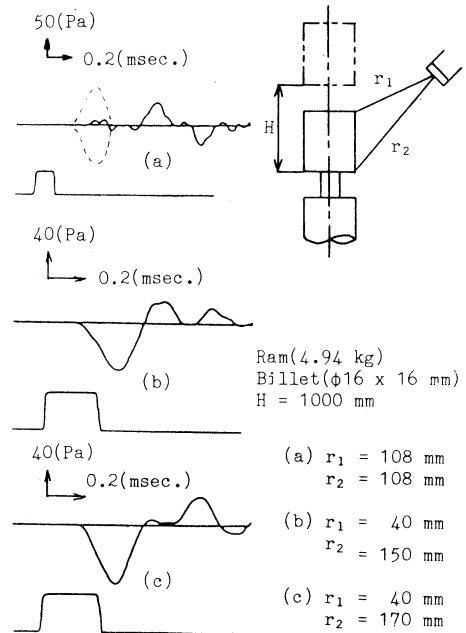 50(Pa)
0.2(msec.)
(a)
r1
H
r2
40(Pa)
0.2(msec.)
(b)
Ram(4.94 kg)
Billet(ϕ16 x 16 mm)
H = 1000 mm
40(Pa)
0.2(msec.)
(c)
(a) r1 = 108 mm
r2 = 108 mm
(b) r1 = 40 mm
r2 = 150 mm
(c) r1 = 40 mm
r2 = 170 mm